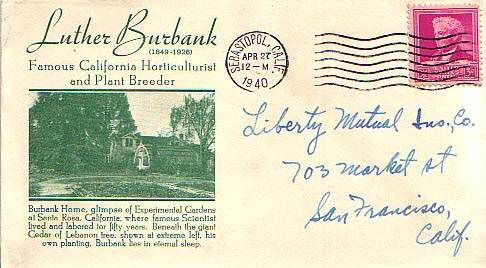 Luther Burbank
(1849-1926)
Famous California Horticulturist
and Plant Breeder
Burbank Home, glimpse of Experimental Gardens
at Santa Rosa, California, where famous Scientist
lived and labored for fifty years. Beneath the giant
Cedar of Lebanon tree, shown at extreme left, his
own planting, Burbank lies in eternal sleep.
SEBASTOPOL, CALIF.
APR 27
12-M
1940
3¢
Liberty Mutual Ins, Co.
703 Market St
San Francisco,
Calif.